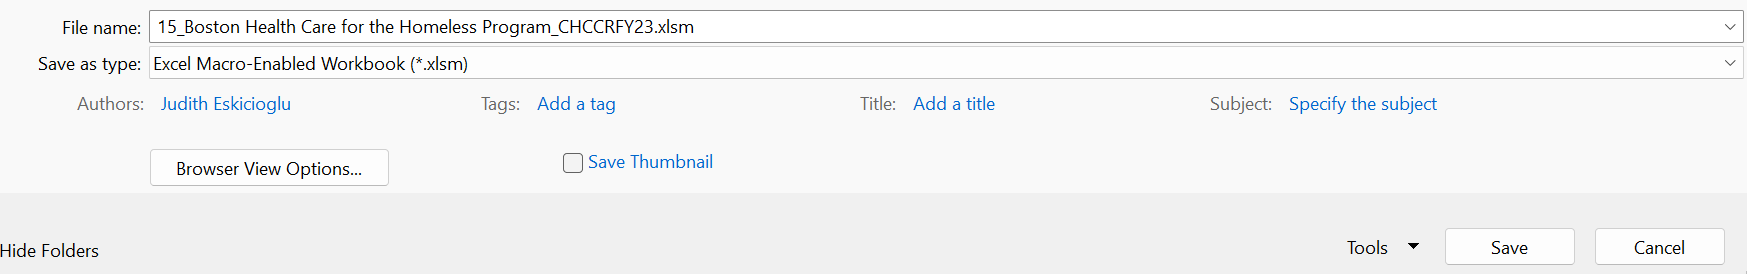 File name: 15_Boston Health Care for the Homeless Program_CHCCRFY23.xlsm
Save as type: Excel Macro-Enabled Workbook (*.xlsm)
Authors: Judith Eskicioglu Tags: Add a tag Title: Add a title Subject: Specify the subject
Browser View Options... Save Thumbnail
Hide Folders Tools Save Cancel